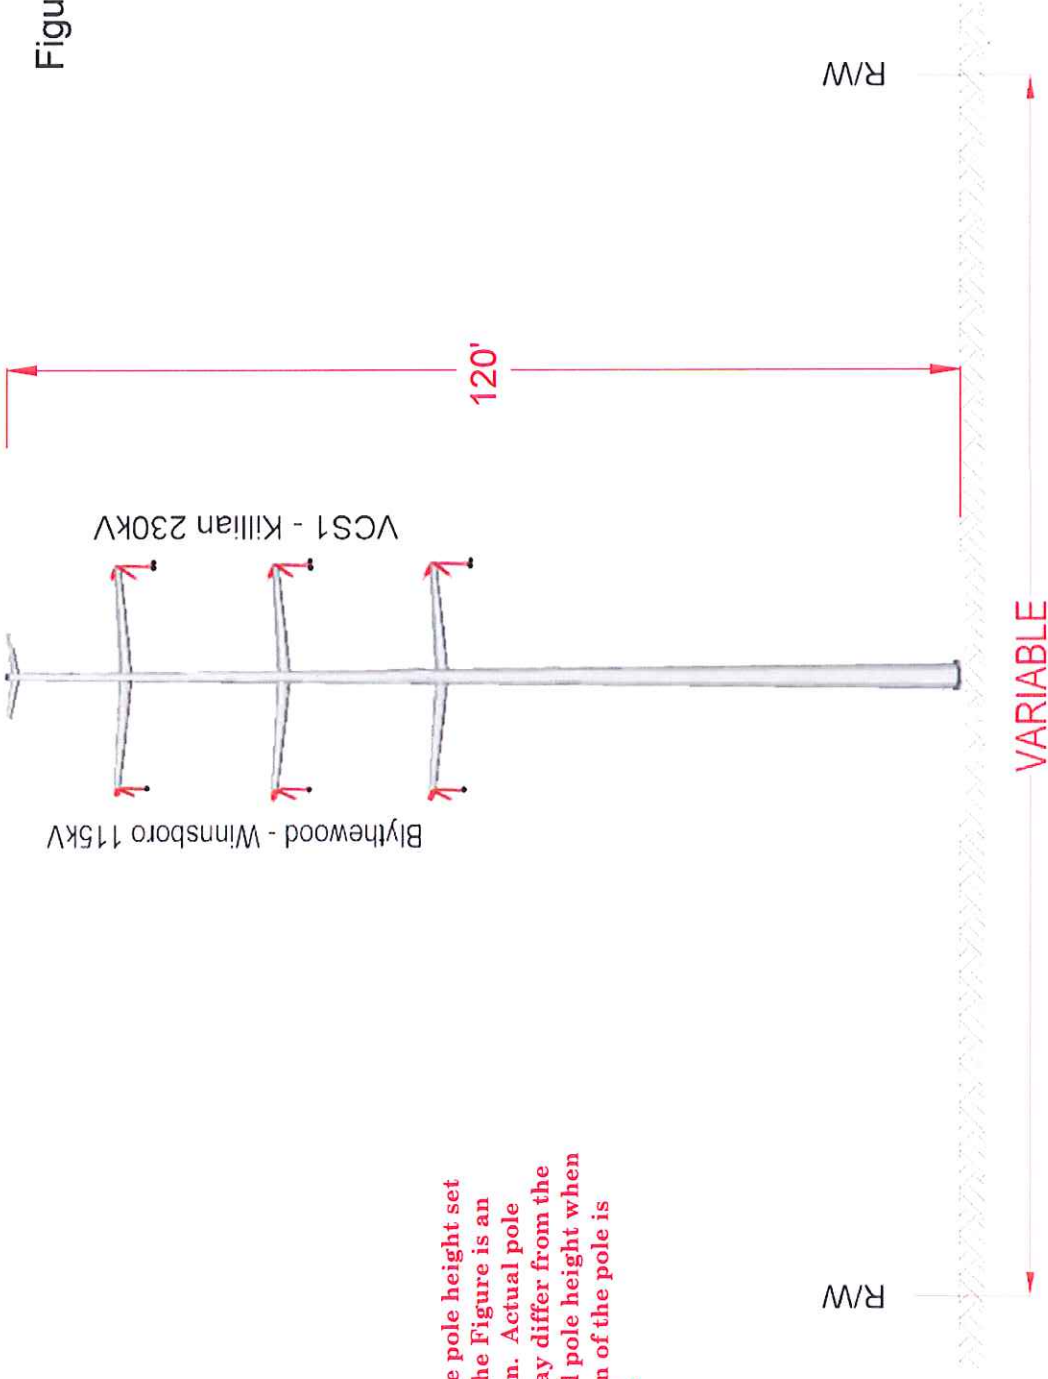 Figu
R/W
120'
VCS1 - Killian 230kV
Blythewood - Winnsboro 115kV
VARIABLE
e pole height set
he Figure is an
n. Actual pole
ay differ from the
l pole height when
n of the pole is
R/W